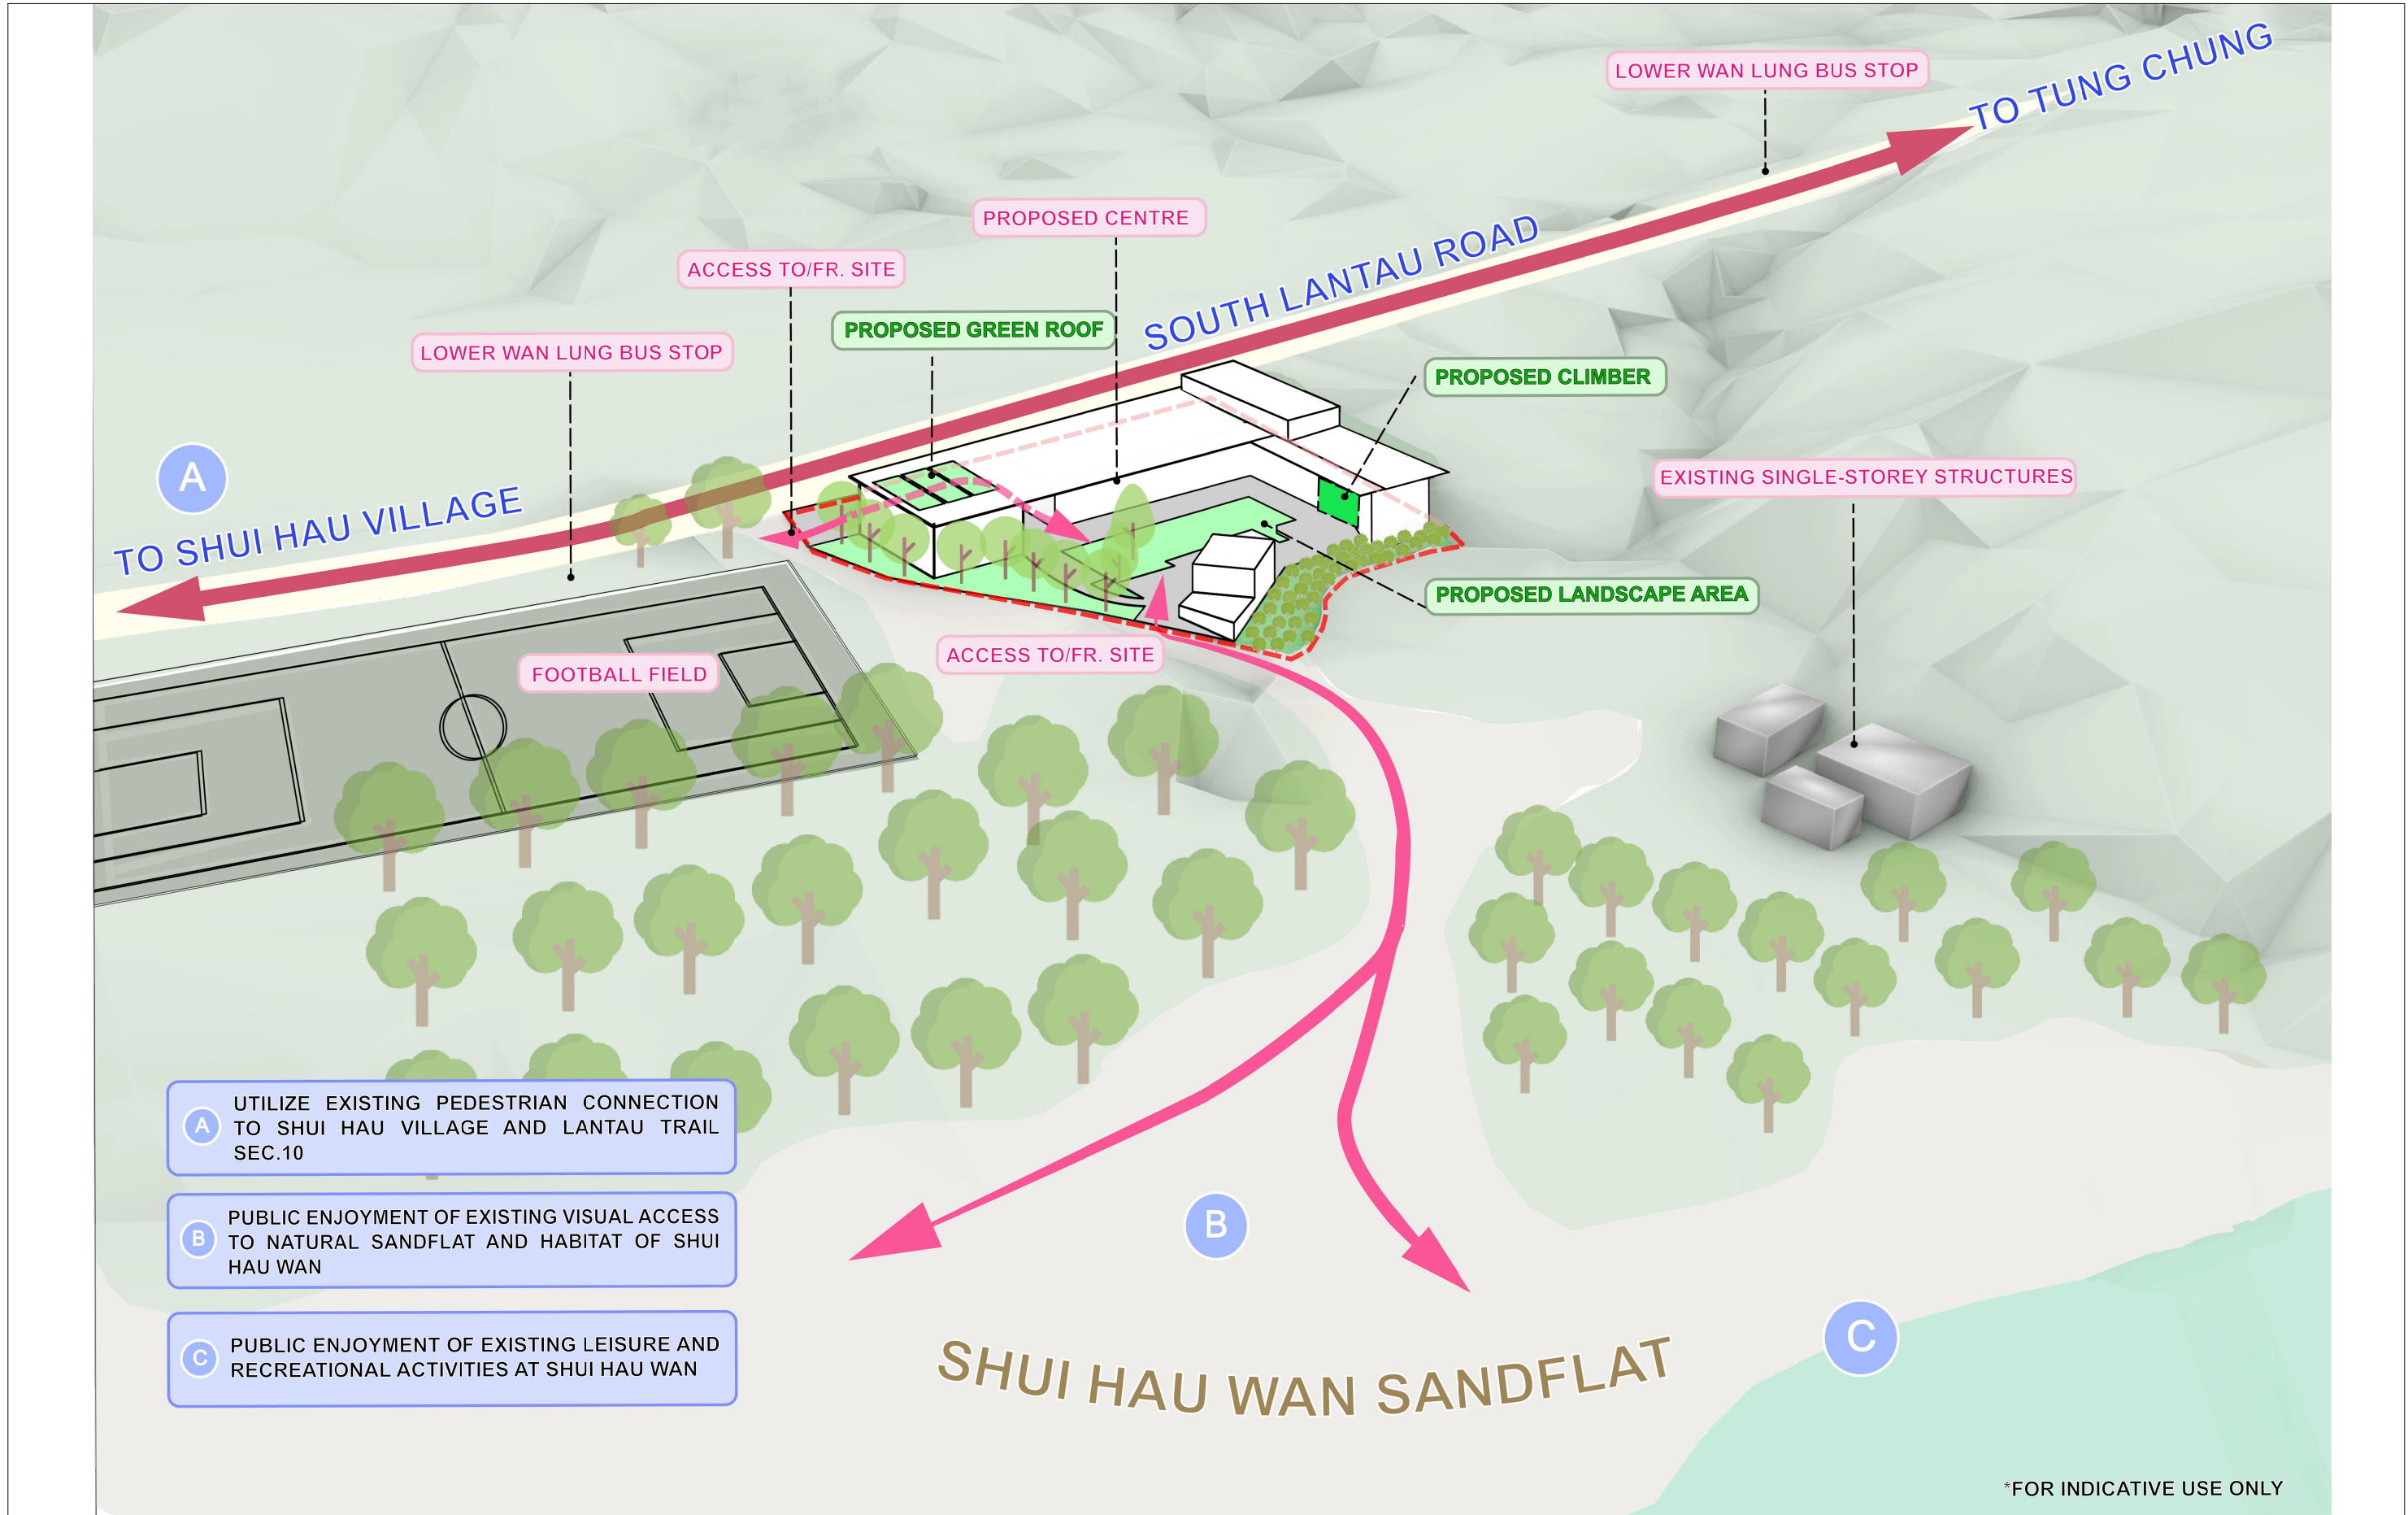 LOWER WAN LUNG BUS STOP
TO TUNG CHUNG
PROPOSED CENTRE
ACCESS TO/FR. SITE
SOUTH LANTAU ROAD
PROPOSED GREEN ROOF
LOWER WAN LUNG BUS STOP
PROPOSED CLIMBER
A
EXISTING SINGLE-STOREY STRUCTURES
TO SHUI HAU VILLAGE
PROPOSED LANDSCAPE AREA
ACCESS TO/FR. SITE
FOOTBALL FIELD
A
UTILIZE EXISTING PEDESTRIAN CONNECTION
TO SHUI HAU VILLAGE AND LANTAU TRAIL
SEC.10
B
PUBLIC ENJOYMENT OF EXISTING VISUAL ACCESS
TO NATURAL SANDFLAT AND HABITAT OF SHUI
HAU WAN
B
C
PUBLIC ENJOYMENT OF EXISTING LEISURE AND
RECREATIONAL ACTIVITIES AT SHUI HAU WAN
C
SHUI HAU WAN SANDFLAT
*FOR INDICATIVE USE ONLY